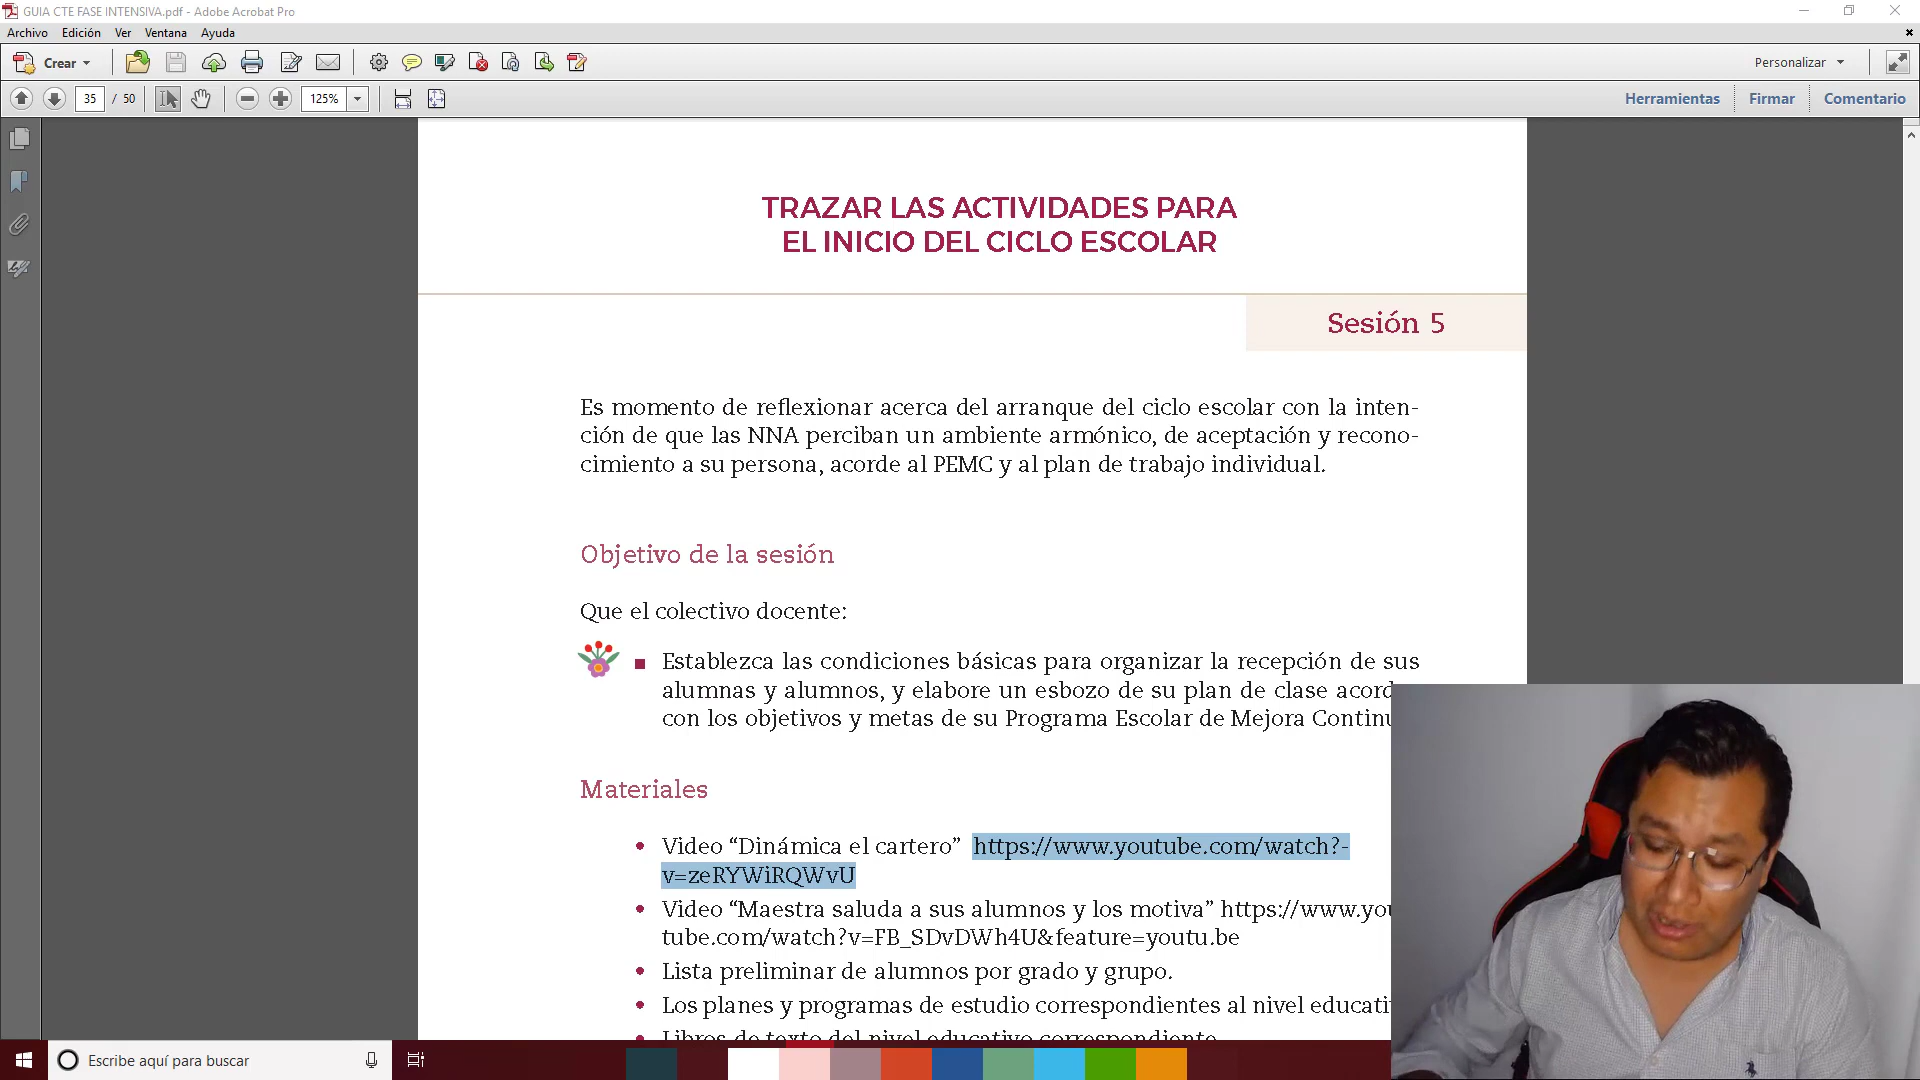 GUIA CTE FASE INTENSIVA.pdf - Adobe Acrobat Pro
Archivo Edición Ver Ventana Ayuda
Crear
Personalizar
35 / 50 125%
Herramientas Firmar Comentario
TRAZAR LAS ACTIVIDADES PARA
EL INICIO DEL CICLO ESCOLAR
Sesión 5
Es momento de reflexionar acerca del arranque del ciclo escolar con la inten-
ción de que las NNA perciban un ambiente armónico, de aceptación y recono-
cimiento a su persona, acorde al PEMC y al plan de trabajo individual.
Objetivo de la sesión
Que el colectivo docente:
Establezca las condiciones básicas para organizar la recepción de sus
alumnas y alumnos, y elabore un esbozo de su plan de clase acord
con los objetivos y metas de su Programa Escolar de Mejora Continu
Materiales
• Video “Dinámica el cartero” https://www.youtube.com/watch?-
v=zeRYWiRQWvU
• Video “Maestra saluda a sus alumnos y los motiva” https://www.you
tube.com/watch?v=FB_SDvDWh4U&feature=youtu.be
• Lista preliminar de alumnos por grado y grupo.
• Los planes y programas de estudio correspondientes al nivel educati
• Libros de texto del nivel educativo correspondiente
Escribe aquí para buscar